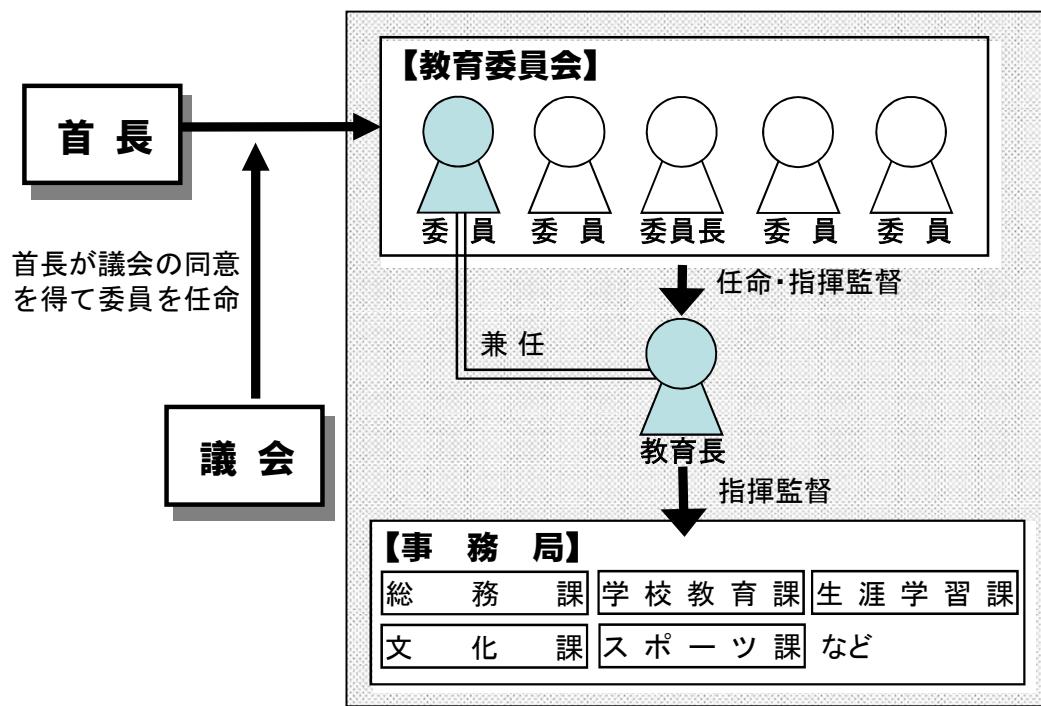 【教育委員会】
首 長
委 員 委 員 委員長 委 員 委 員
首長が議会の同意
を得て委員を任命
任命・指揮監督
兼 任
教育長
議 会
指揮監督
【事 務 局】
総 務 課 学 校 教 育 課 生 涯 学 習 課
文 化 課 ス ポ ー ツ 課 など